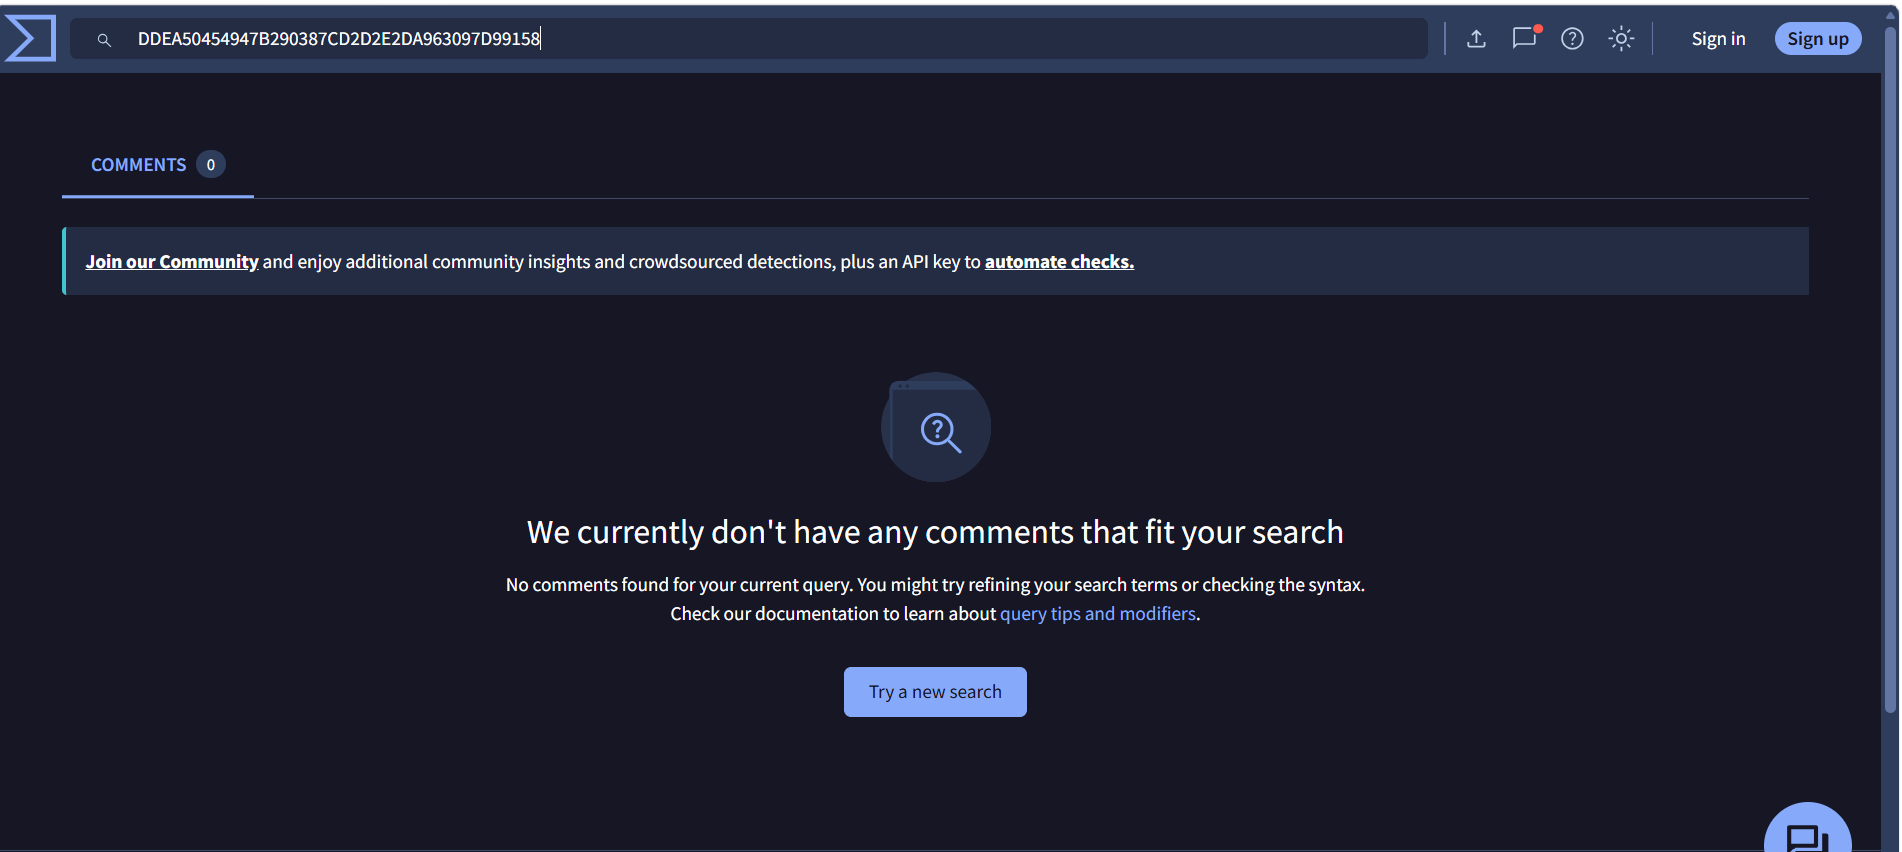 DDEA50454947B290387CD2D2E2DA963097D99158
Sign in
Sign up
COMMENTS 0
Join our Community and enjoy additional community insights and crowdsourced detections, plus an API key to automate checks.
We currently don't have any comments that fit your search
No comments found for your current query. You might try refining your search terms or checking the syntax.
Check our documentation to learn about query tips and modifiers.
Try a new search